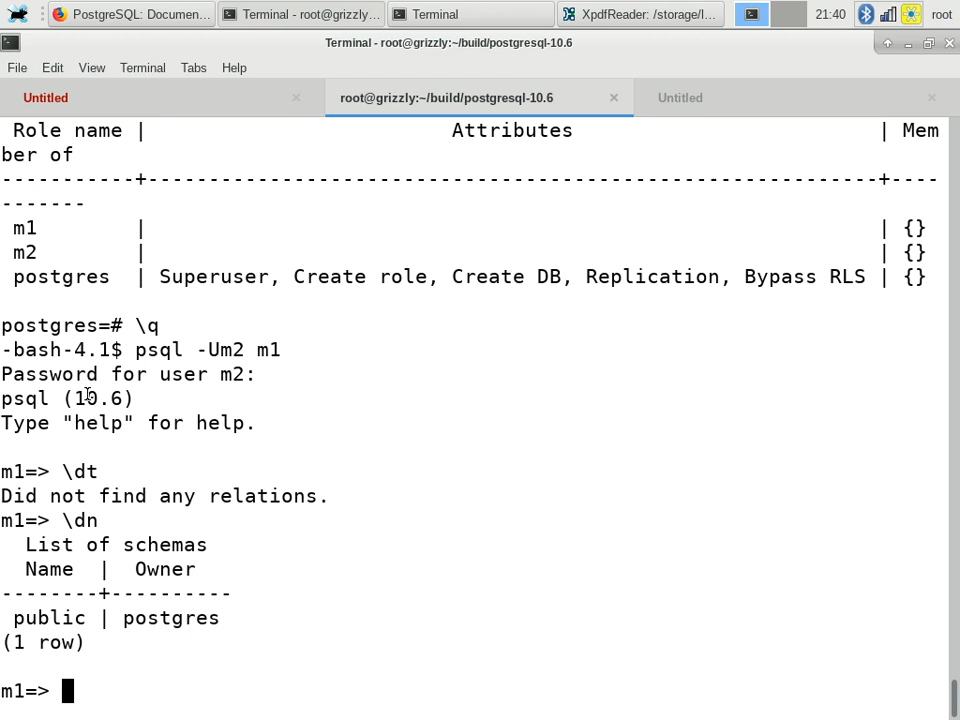 PostgreSQL: Documen... Terminal - root@grizzly:... Terminal XpdfReader: /storage/l... 21:40 root
Terminal - root@grizzly:~/build/postgresql-10.6
File Edit View Terminal Tabs Help
Untitled root@grizzly:~/build/postgresql-10.6 Untitled
 Role name |                         Attributes                         | Mem
ber of
-----------+------------------------------------------------------------+----
-------
 m1        |                                                            | {}
 m2        |                                                            | {}
 postgres  | Superuser, Create role, Create DB, Replication, Bypass RLS | {}
postgres=# \q
-bash-4.1$ psql -Um2 m1
Password for user m2:
psql (10.6)
Type "help" for help.
m1=> \dt
Did not find any relations.
m1=> \dn
  List of schemas
  Name  |  Owner
--------+----------
 public | postgres
(1 row)
m1=>